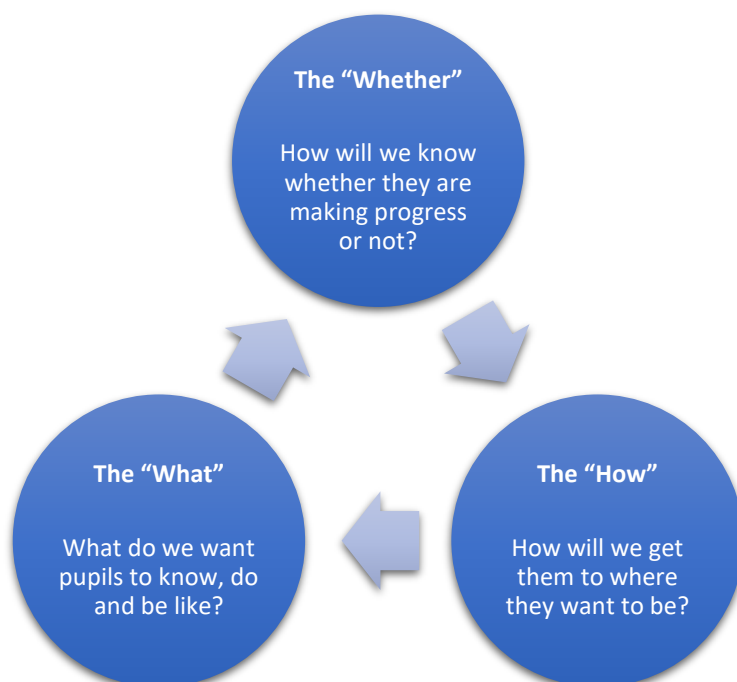 The “Whether”
How will we know
whether they are
making progress
or not?
The “What”
What do we want
pupils to know, do
and be like?
The “How”
How will we get
them to where
they want to be?